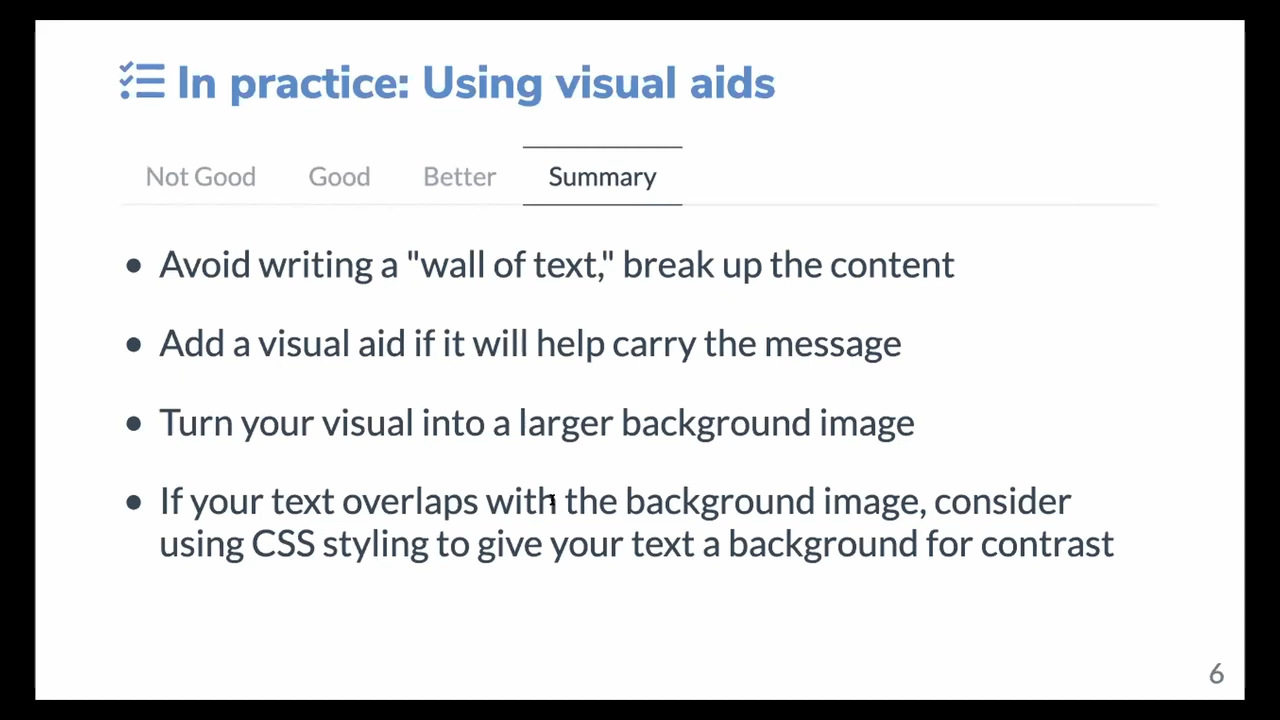 In practice: Using visual aids
Not Good Good Better Summary
• Avoid writing a "wall of text," break up the content
• Add a visual aid if it will help carry the message
• Turn your visual into a larger background image
• If your text overlaps with the background image, consider
using CSS styling to give your text a background for contrast
6